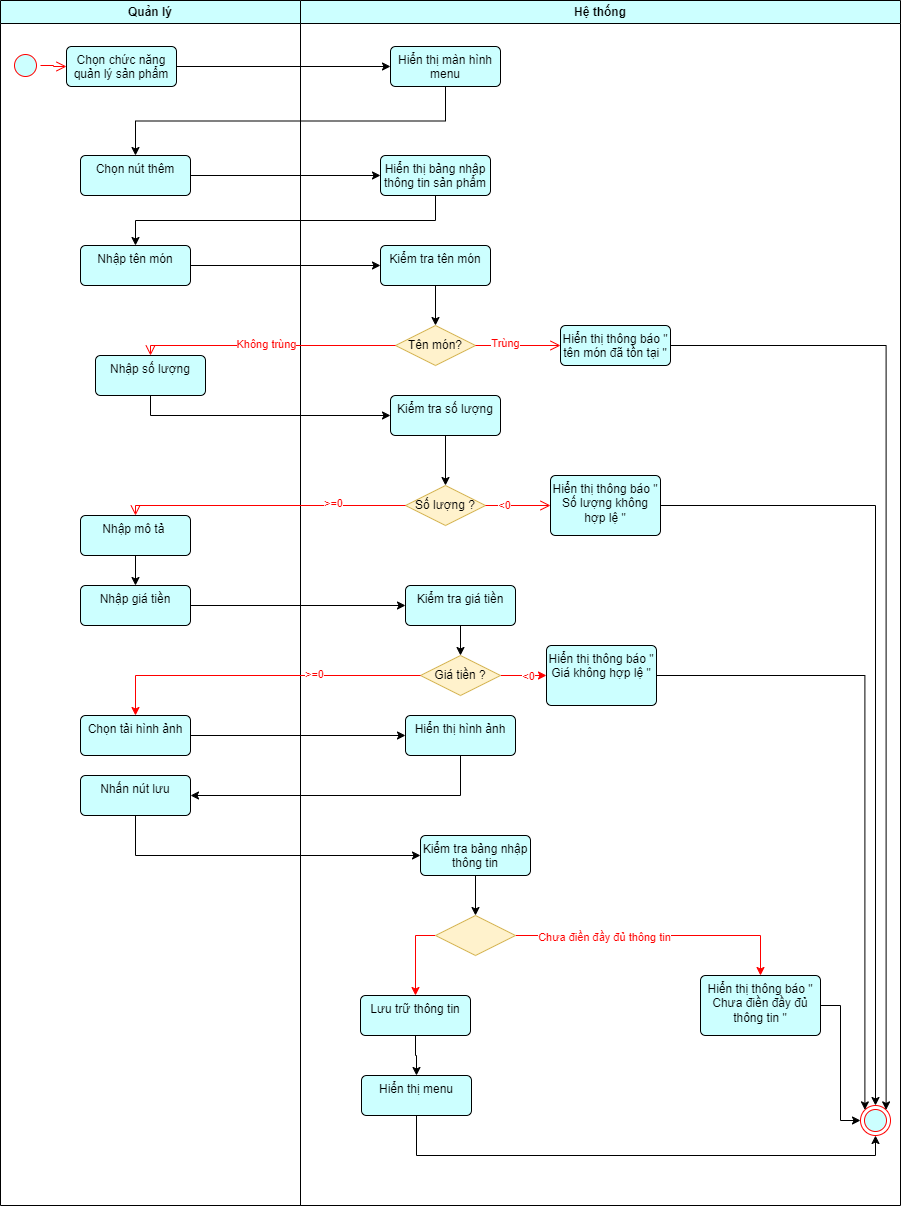 Quản lý
Hệ thống
Chọn chức năng
quản lý sản phẩm
Hiển thị màn hình
menu
Chọn nút thêm
Hiển thị bảng nhập
thông tin sản phẩm
Nhập tên món
Kiểm tra tên món
Không trùng
Tên món?
Trùng
Hiển thị thông báo "
tên món đã tồn tại "
Nhập số lượng
Kiểm tra số lượng
>=0
Số lượng ?
<0
Hiển thị thông báo "
Số lượng không
hợp lệ "
Nhập mô tả
Nhập giá tiền
Kiểm tra giá tiền
>=0
Giá tiền ?
<0
Hiển thị thông báo "
Giá không hợp lệ "
Chọn tải hình ảnh
Hiển thị hình ảnh
Nhấn nút lưu
Kiểm tra bảng nhập
thông tin
Chưa điền đầy đủ thông tin
Lưu trữ thông tin
Hiển thị thông báo "
Chưa điền đầy đủ
thông tin "
Hiển thị menu